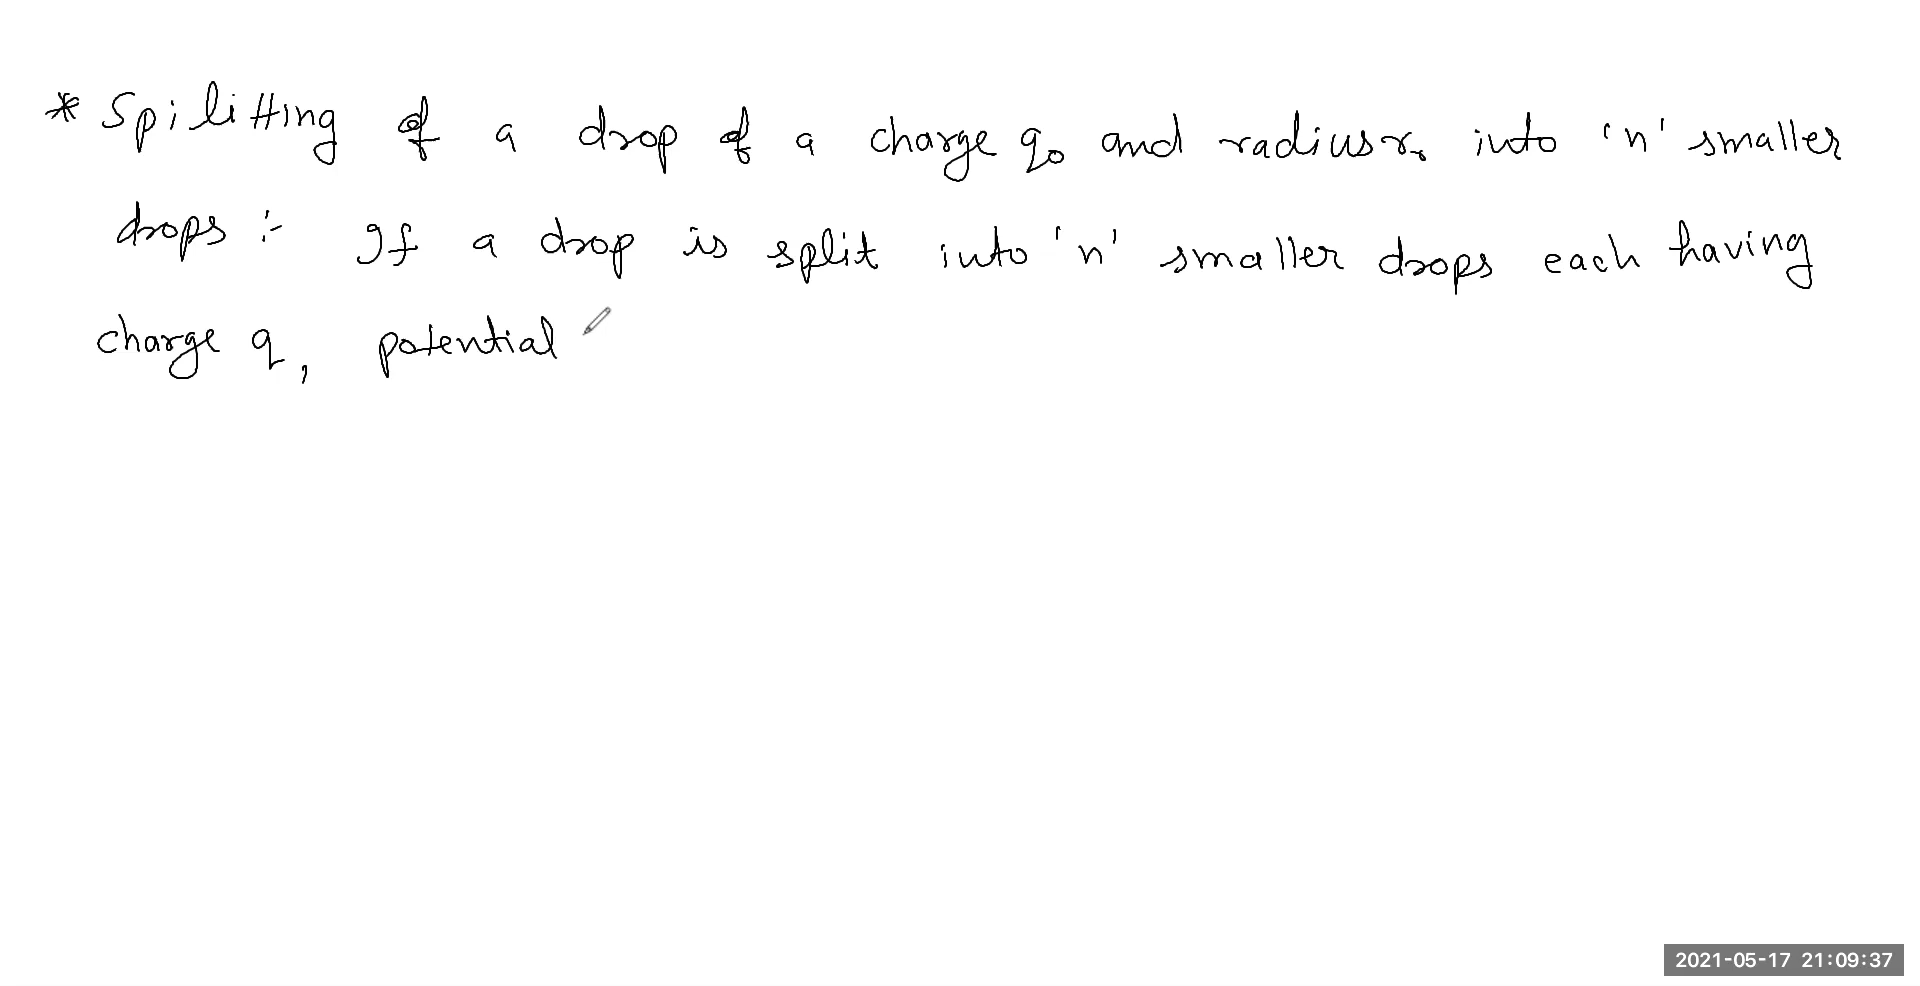 * Spilitting of a drop of a charge q₀ and radius r₀ into 'n' smaller
drops :- If a drop is split into 'n' smaller drops each having
charge q, potential
2021-05-17 21:09:37